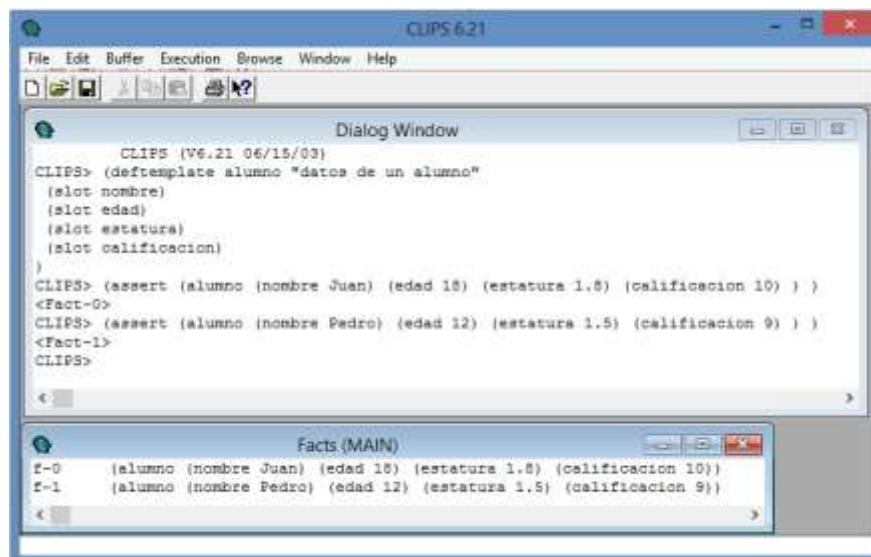 CLIPS 6.21
File Edit Buffer Execution Browse Window Help
Dialog Window
CLIPS (V6.21 06/15/03)
CLIPS> (deftemplate alumno "datos de un alumno"
(slot nombre)
(slot edad)
(slot estatura)
(slot calificacion)
)
CLIPS> (assert (alumno (nombre Juan) (edad 18) (estatura 1.8) (calificacion 10) ) )
<Fact-0>
CLIPS> (assert (alumno (nombre Pedro) (edad 12) (estatura 1.5) (calificacion 9) ) )
<Fact-1>
CLIPS>
Facts (MAIN)
f-0 (alumno (nombre Juan) (edad 18) (estatura 1.8) (calificacion 10))
f-1 (alumno (nombre Pedro) (edad 12) (estatura 1.5) (calificacion 9))